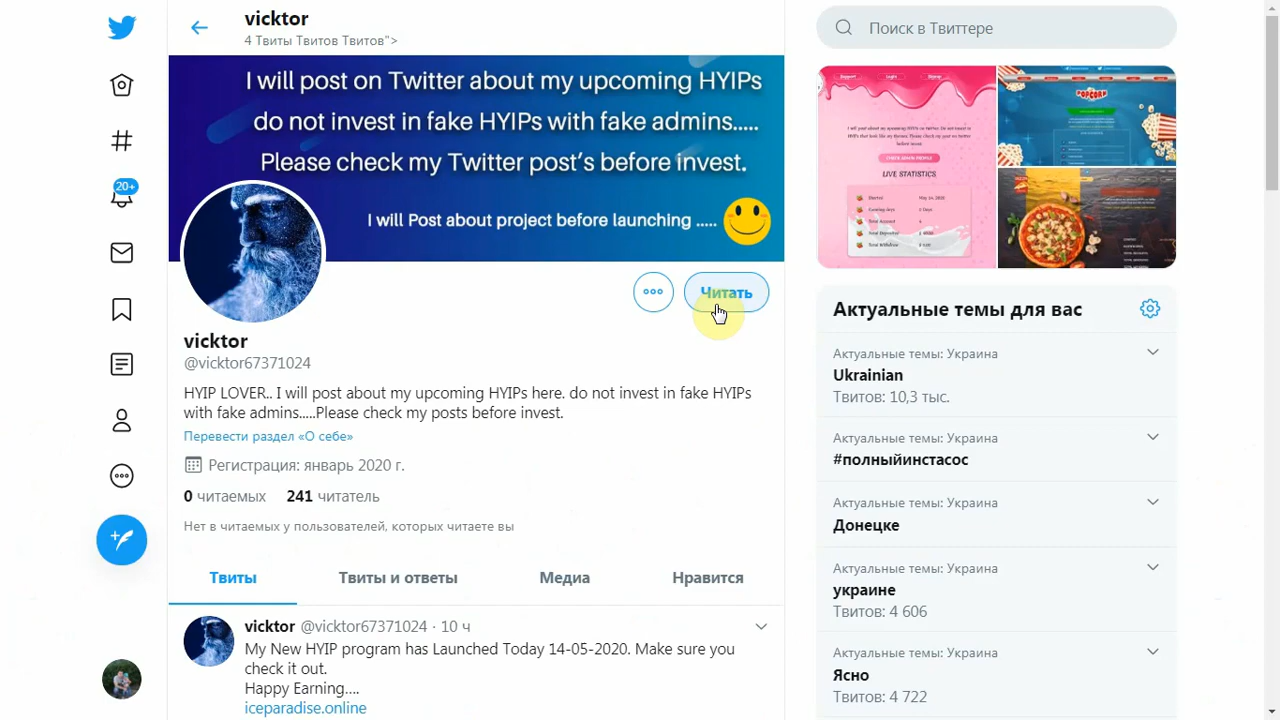 vicktor
4 Твиты Твитов Твитов">
I will post on Twitter about my upcoming HYIPs
do not invest in fake HYIPs with fake admins.....
Please check my Twitter post's before invest.
I will Post about project before launching .....
Читать
vicktor
@vicktor67371024
HYIP LOVER.. I will post about my upcoming HYIPs here. do not invest in fake HYIPs
with fake admins.....Please check my posts before invest.
Перевести раздел «О себе»
Регистрация: январь 2020 г.
0 читаемых 241 читатель
Нет в читаемых у пользователей, которых читаете вы
Твиты Твиты и ответы Медиа Нравится
vicktor @vicktor67371024 · 10 ч
My New HYIP program has Launched Today 14-05-2020. Make sure you
check it out.
Happy Earning....
iceparadise.online
20+
Поиск в Твиттере
Support Login Signup
LIVE STATISTICS
POPCORN
Актуальные темы для вас
Актуальные темы: Украина
Ukrainian
Твитов: 10,3 тыс.
Актуальные темы: Украина
#полныйинстасос
Актуальные темы: Украина
Донецке
Актуальные темы: Украина
украине
Твитов: 4 606
Актуальные темы: Украина
Ясно
Твитов: 4 722